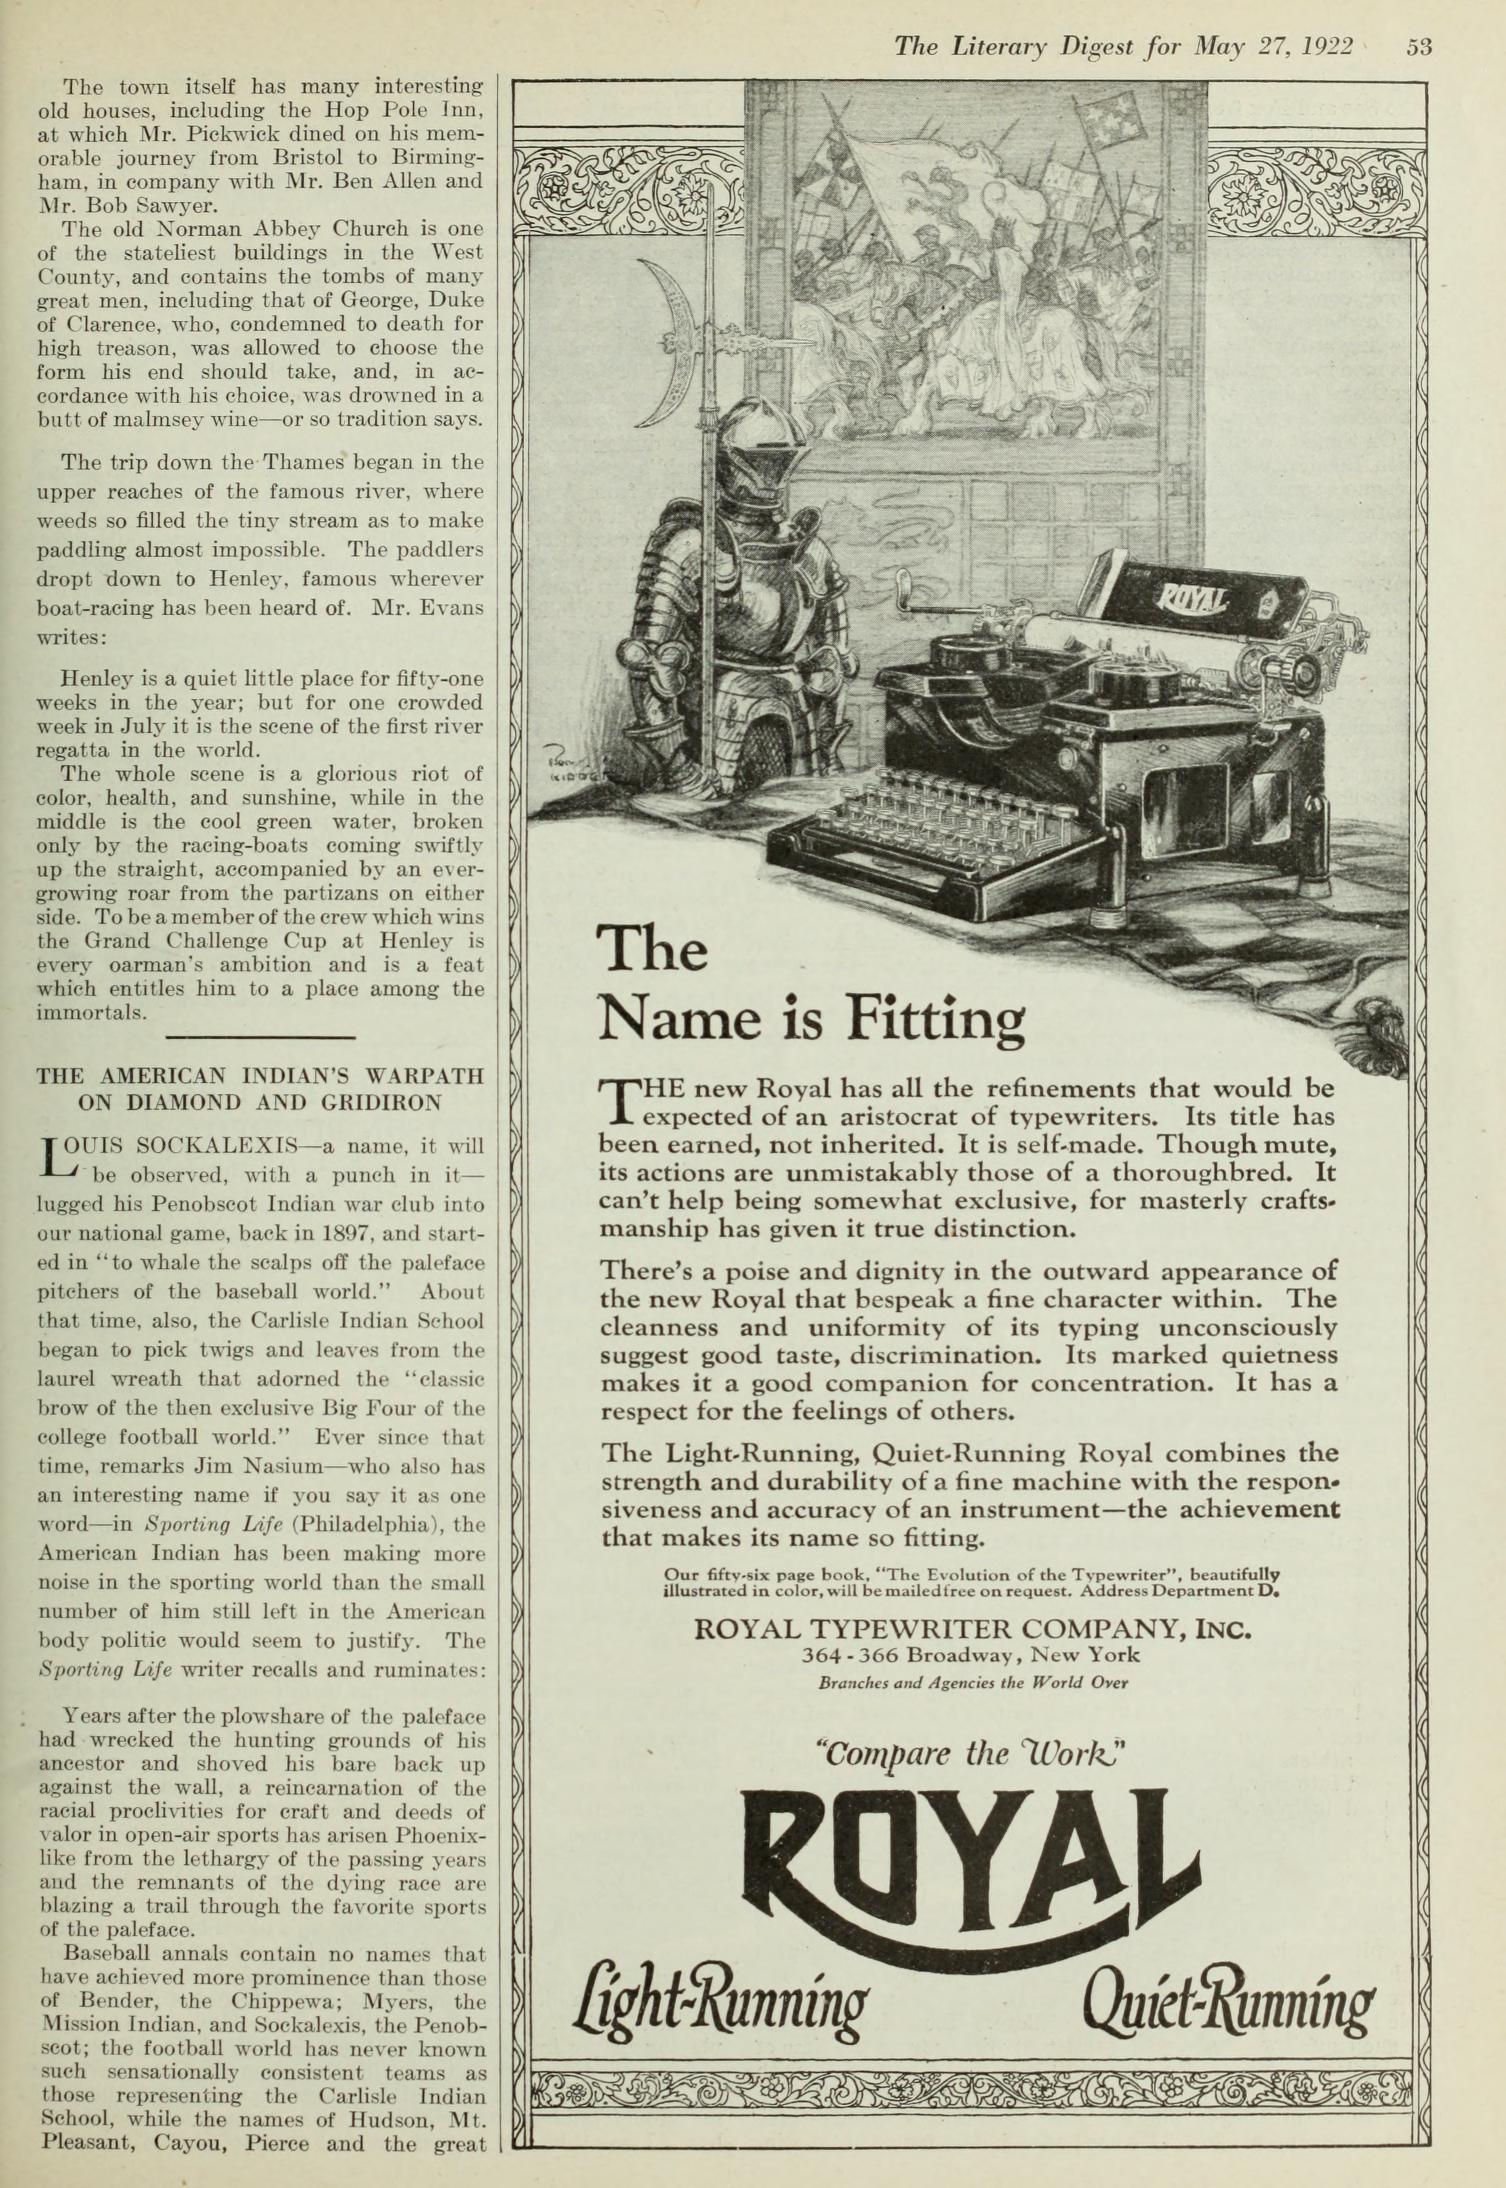 The Literary Digest for May 27, 1922 53
The town itself has many interesting
old houses, including the Hop Pole Inn,
at which Mr. Pickwick dined on his mem-
orable journey from Bristol to Birming-
ham, in company with Mr. Ben Allen and
Mr. Bob Sawyer.
The old Norman Abbey Church is one
of the stateliest buildings in the West
County, and contains the tombs of many
great men, including that of George, Duke
of Clarence, who, condemned to death for
high treason, was allowed to choose the
form his end should take, and, in ac-
cordance with his choice, was drowned in a
butt of malmsey wine—or so tradition says.
The trip down the Thames began in the
upper reaches of the famous river, where
weeds so filled the tiny stream as to make
paddling almost impossible. The paddlers
dropt down to Henley, famous wherever
boat-racing has been heard of. Mr. Evans
writes:
Henley is a quiet little place for fifty-one
weeks in the year; but for one crowded
week in July it is the scene of the first river
regatta in the world.
The whole scene is a glorious riot of
color, health, and sunshine, while in the
middle is the cool green water, broken
only by the racing-boats coming swiftly
up the straight, accompanied by an ever-
growing roar from the partizans on either
side. To be a member of the crew which wins
the Grand Challenge Cup at Henley is
every oarman's ambition and is a feat
which entitles him to a place among the
immortals.
THE AMERICAN INDIAN'S WARPATH
ON DIAMOND AND GRIDIRON
LOUIS SOCKALEXIS—a name, it will
be observed, with a punch in it—
lugged his Penobscot Indian war club into
our national game, back in 1897, and start-
ed in "to whale the scalps off the paleface
pitchers of the baseball world." About
that time, also, the Carlisle Indian School
began to pick twigs and leaves from the
laurel wreath that adorned the "classic
brow of the then exclusive Big Four of the
college football world." Ever since that
time, remarks Jim Nasium—who also has
an interesting name if you say it as one
word—in Sporting Life (Philadelphia), the
American Indian has been making more
noise in the sporting world than the small
number of him still left in the American
body politic would seem to justify. The
Sporting Life writer recalls and ruminates:
Years after the plowshare of the paleface
had wrecked the hunting grounds of his
ancestor and shoved his bare back up
against the wall, a reincarnation of the
racial proclivities for craft and deeds of
valor in open-air sports has arisen Phoenix-
like from the lethargy of the passing years
and the remnants of the dying race are
blazing a trail through the favorite sports
of the paleface.
Baseball annals contain no names that
have achieved more prominence than those
of Bender, the Chippewa; Myers, the
Mission Indian, and Sockalexis, the Penob-
scot; the football world has never known
such sensationally consistent teams as
those representing the Carlisle Indian
School, while the names of Hudson, Mt.
Pleasant, Cayou, Pierce and the great
ROYAL
The
Name is Fitting
THE new Royal has all the refinements that would be
expected of an aristocrat of typewriters. Its title has
been earned, not inherited. It is self-made. Though mute,
its actions are unmistakably those of a thoroughbred. It
can't help being somewhat exclusive, for masterly crafts-
manship has given it true distinction.
There's a poise and dignity in the outward appearance of
the new Royal that bespeak a fine character within. The
cleanness and uniformity of its typing unconsciously
suggest good taste, discrimination. Its marked quietness
makes it a good companion for concentration. It has a
respect for the feelings of others.
The Light-Running, Quiet-Running Royal combines the
strength and durability of a fine machine with the respon-
siveness and accuracy of an instrument—the achievement
that makes its name so fitting.
Our fifty-six page book, "The Evolution of the Typewriter", beautifully
illustrated in color, will be mailed free on request. Address Department D.
ROYAL TYPEWRITER COMPANY, INC.
364-366 Broadway, New York
Branches and Agencies the World Over
"Compare the Work"
ROYAL
Light-Running Quiet-Running